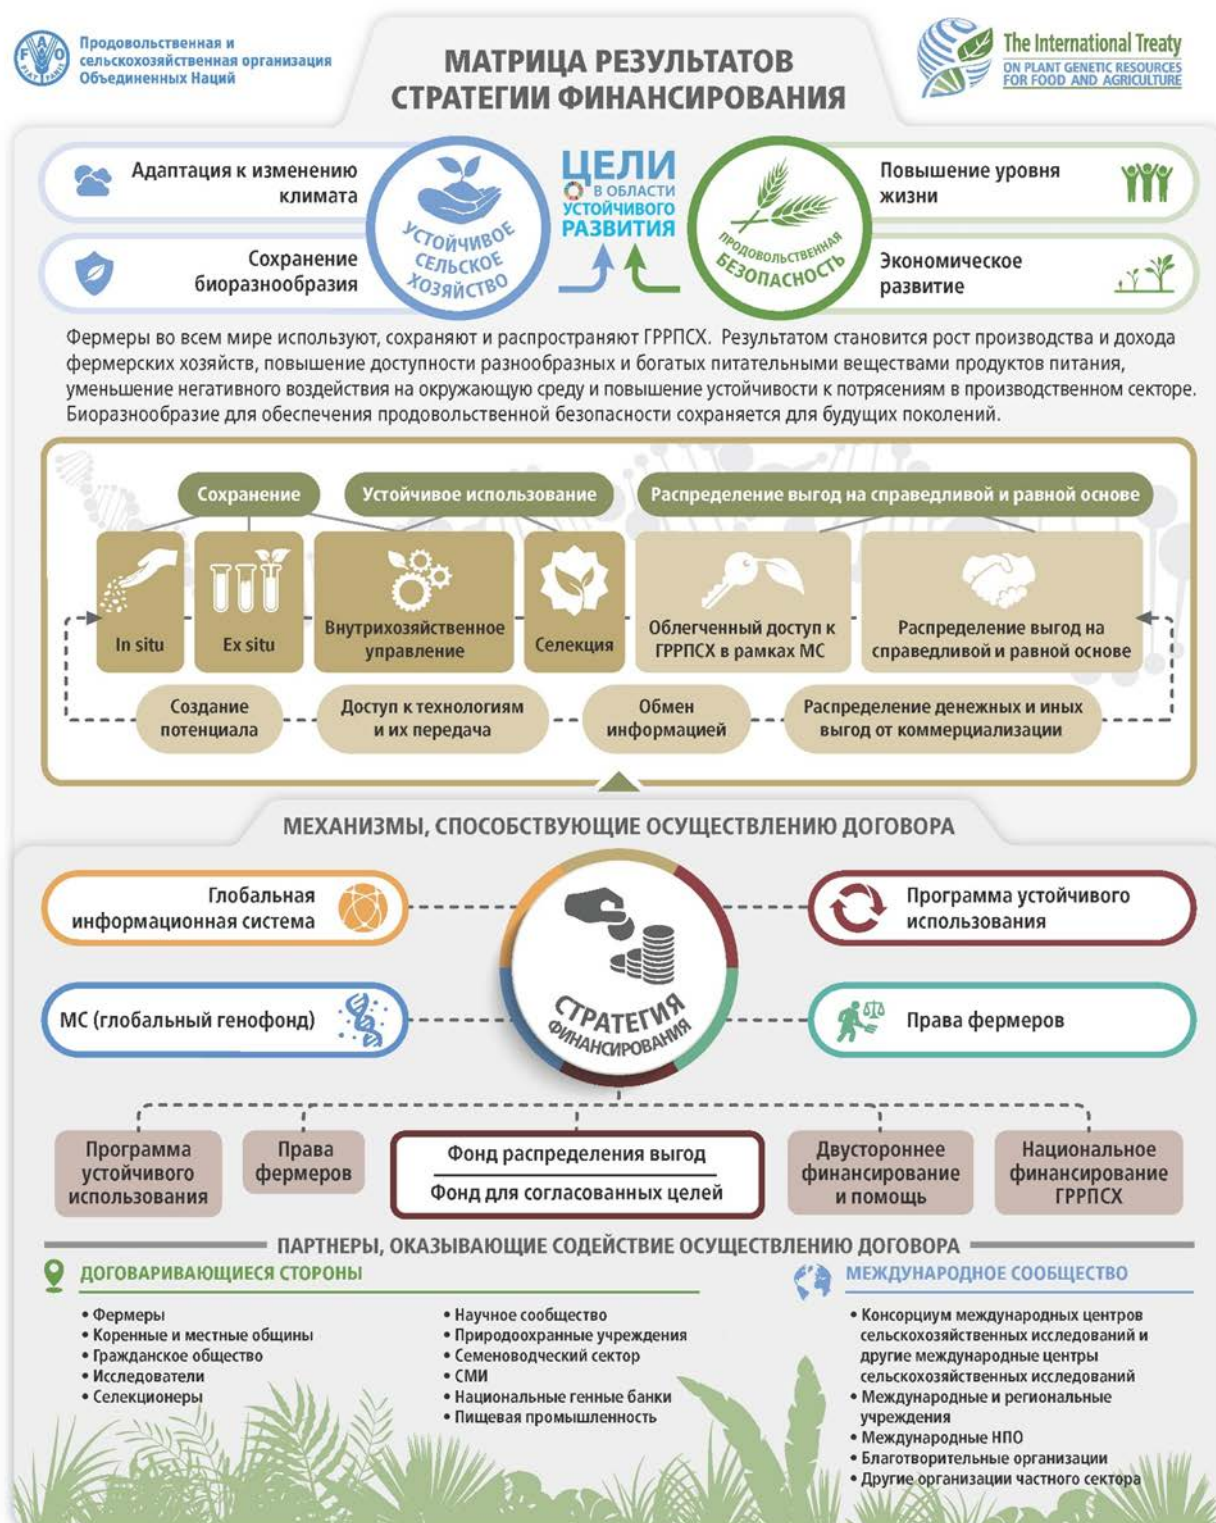 Продовольственная и
сельскохозяйственная организация
Объединенных Наций
FAO
FIAT PANIS
МАТРИЦА РЕЗУЛЬТАТОВ
СТРАТЕГИИ ФИНАНСИРОВАНИЯ
The International Treaty
ON PLANT GENETIC RESOURCES
FOR FOOD AND AGRICULTURE
Адаптация к изменению
климата
Сохранение
биоразнообразия
УСТОЙЧИВОЕ
СЕЛЬСКОЕ
ХОЗЯЙСТВО
ЦЕЛИ
В ОБЛАСТИ
УСТОЙЧИВОГО
РАЗВИТИЯ
ПРОДОВОЛЬСТВЕННАЯ
БЕЗОПАСНОСТЬ
Повышение уровня
жизни
Экономическое
развитие
Фермеры во всем мире используют, сохраняют и распространяют ГРРПСХ. Результатом становится рост производства и дохода
фермерских хозяйств, повышение доступности разнообразных и богатых питательными веществами продуктов питания,
уменьшение негативного воздействия на окружающую среду и повышение устойчивости к потрясениям в производственном секторе.
Биоразнообразие для обеспечения продовольственной безопасности сохраняется для будущих поколений.
Сохранение
Устойчивое использование
Распределение выгод на справедливой и равной основе
In situ
Ex situ
Внутрихозяйственное
управление
Селекция
Облегченный доступ к
ГРРПСХ в рамках МС
Распределение выгод на
справедливой и равной основе
Создание
потенциала
Доступ к технологиям
и их передача
Обмен
информацией
Распределение денежных и иных
выгод от коммерциализации
МЕХАНИЗМЫ, СПОСОБСТВУЮЩИЕ ОСУЩЕСТВЛЕНИЮ ДОГОВОРА
Глобальная
информационная система
МС (глобальный генофонд)
СТРАТЕГИЯ
ФИНАНСИРОВАНИЯ
Программа устойчивого
использования
Права фермеров
Программа
устойчивого
использования
Права
фермеров
Фонд распределения выгод
Фонд для согласованных целей
Двустороннее
финансирование
и помощь
Национальное
финансирование
ГРРПСХ
ПАРТНЕРЫ, ОКАЗЫВАЮЩИЕ СОДЕЙСТВИЕ ОСУЩЕСТВЛЕНИЮ ДОГОВОРА
ДОГОВАРИВАЮЩИЕСЯ СТОРОНЫ
• Фермеры
• Коренные и местные общины
• Гражданское общество
• Исследователи
• Селекционеры
• Научное сообщество
• Природоохранные учреждения
• Семеноводческий сектор
• СМИ
• Национальные генные банки
• Пищевая промышленность
МЕЖДУНАРОДНОЕ СООБЩЕСТВО
• Консорциум международных центров
сельскохозяйственных исследований и
другие международные центры
сельскохозяйственных исследований
• Международные и региональные
учреждения
• Международные НПО
• Благотворительные организации
• Другие организации частного сектора